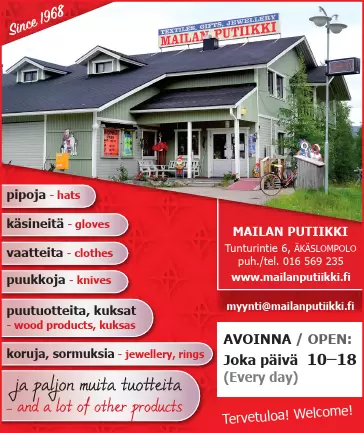 Since 1968
TEXTILES, GIFTS, JEWELLERY
MAILAN PUTIIKKI
pipoja - hats
käsineitä - gloves
vaatteita - clothes
puukkoja - knives
puutuotteita, kuksat
- wood products, kuksas
koruja, sormuksia - jewellery, rings
ja paljon muita tuotteita
- and a lot of other products
MAILAN PUTIIKKI
Tunturintie 6, ÄKÄSLOMPOLO
puh./tel. 016 569 235
www.mailanputiikki.fi
myynti@mailanputiikki.fi
AVOINNA / OPEN:
Joka päivä 10–18
(Every day)
Tervetuloa! Welcome!